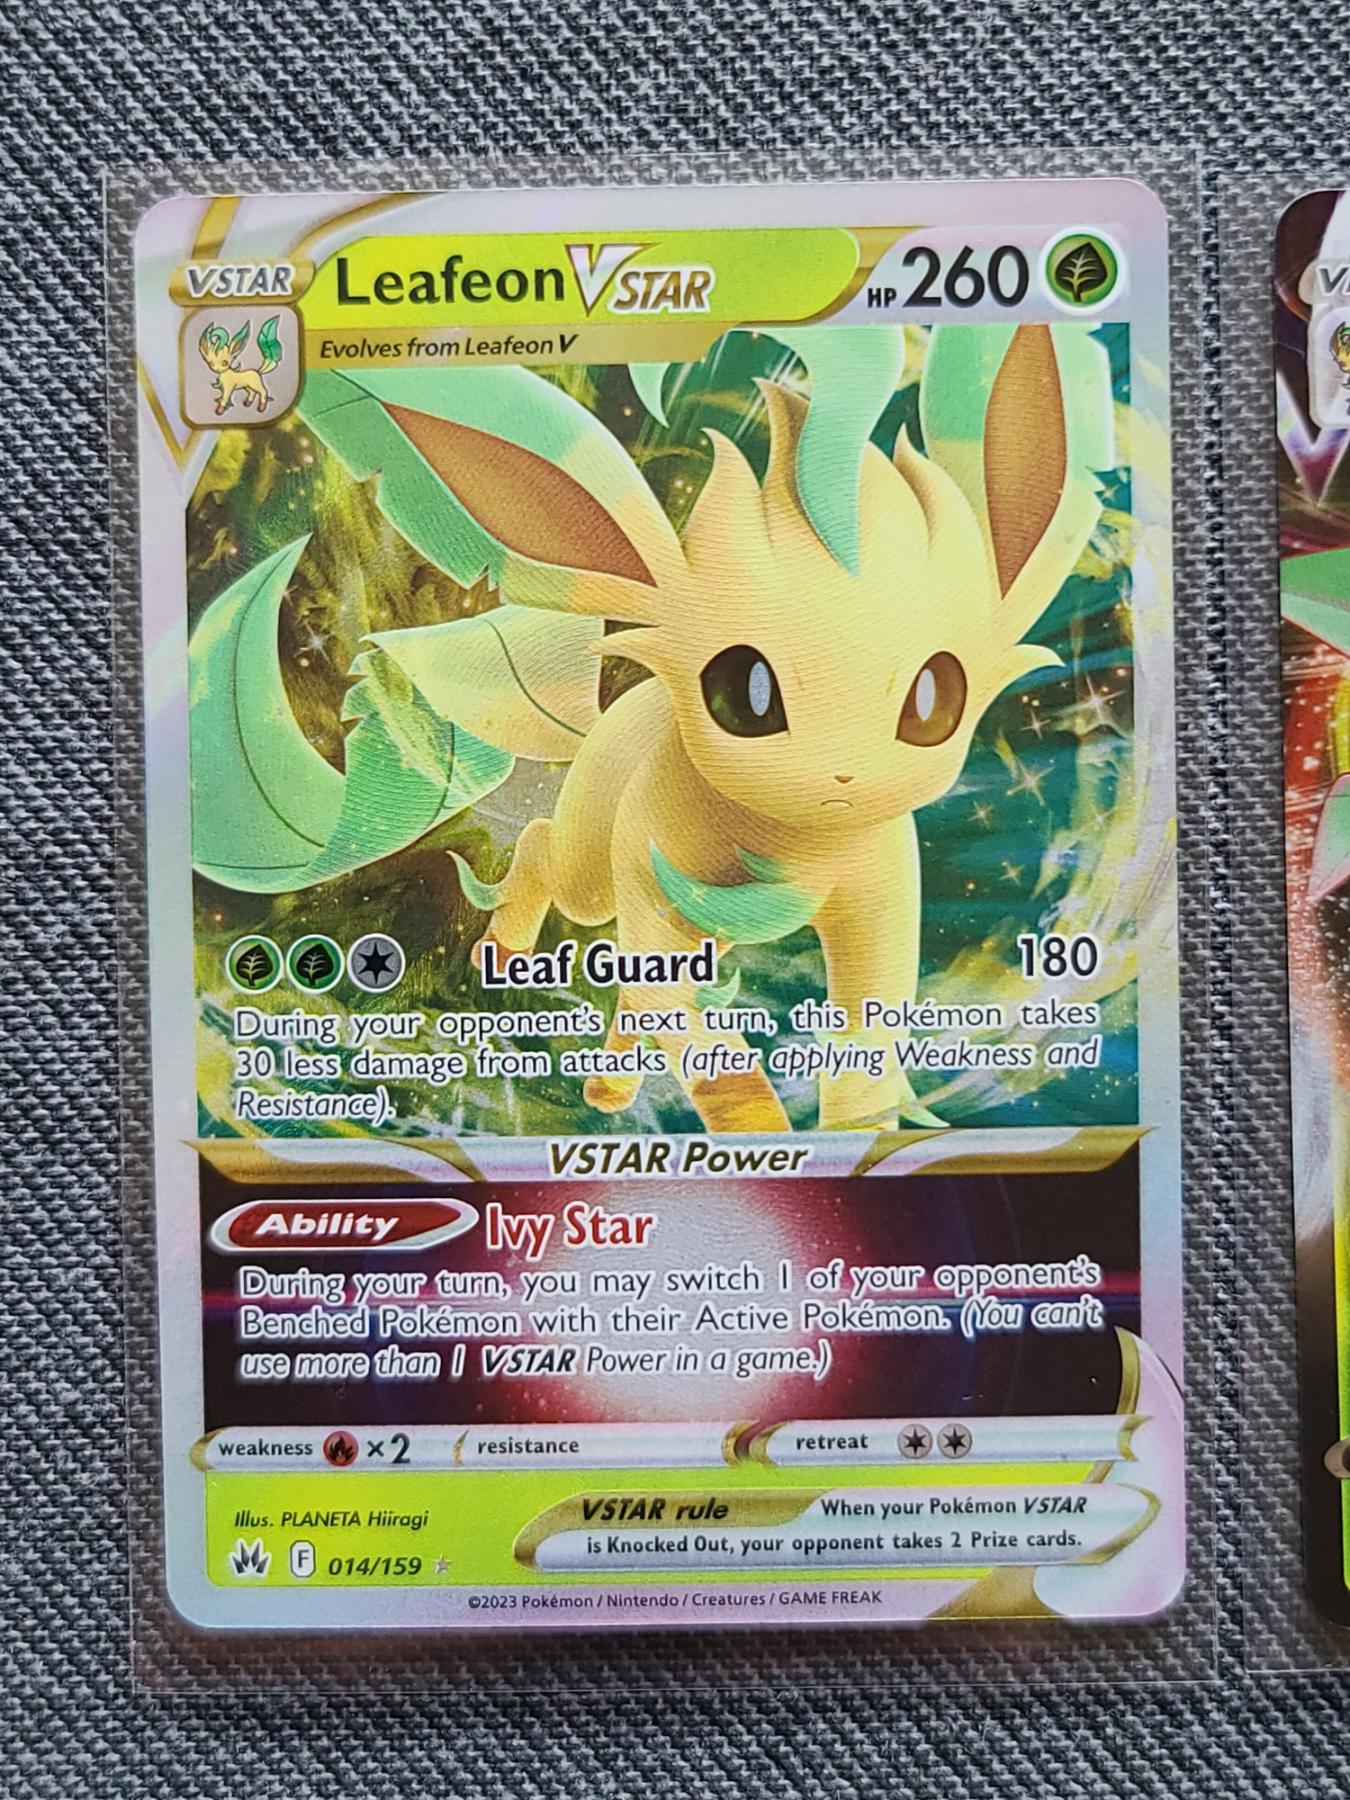 VSTAR
Leafeon VSTAR
HP 260
Evolves from Leafeon V
Leaf Guard 180
During your opponent's next turn, this Pokémon takes
30 less damage from attacks (after applying Weakness and
Resistance).
VSTAR Power
Ability Ivy Star
During your turn, you may switch 1 of your opponent's
Benched Pokémon with their Active Pokémon. (You can't
use more than 1 VSTAR Power in a game.)
weakness ×2 resistance retreat
Illus. PLANETA Hiiragi
VSTAR rule When your Pokémon VSTAR
is Knocked Out, your opponent takes 2 Prize cards.
F 014/159
©2023 Pokémon / Nintendo / Creatures / GAME FREAK